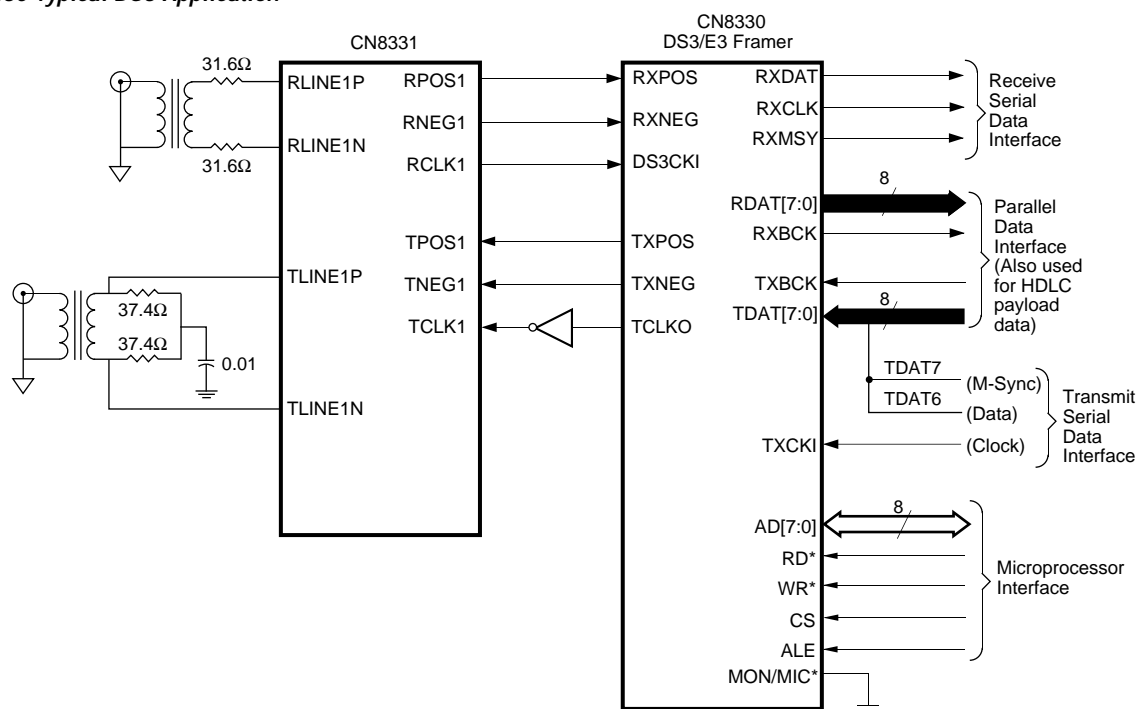 Typical DS3 Application
CN8331
CN8330
DS3/E3 Framer
31.6Ω
31.6Ω
RLINE1P
RLINE1N
TLINE1P
TLINE1N
37.4Ω
37.4Ω
0.01
RPOS1
RNEG1
RCLK1
TPOS1
TNEG1
TCLK1
RXPOS
RXNEG
DS3CKI
TXPOS
TXNEG
TCLKO
RXDAT
RXCLK
RXMSY
RDAT[7:0]
RXBCK
TXBCK
TDAT[7:0]
TXCKI
AD[7:0]
RD*
WR*
CS
ALE
MON/MIC*
8
8
TDAT7
TDAT6
(M-Sync)
(Data)
(Clock)
8
Receive
Serial
Data
Interface
Parallel
Data
Interface
(Also used
for HDLC
payload
data)
Transmit
Serial
Data
Interface
Microprocessor
Interface